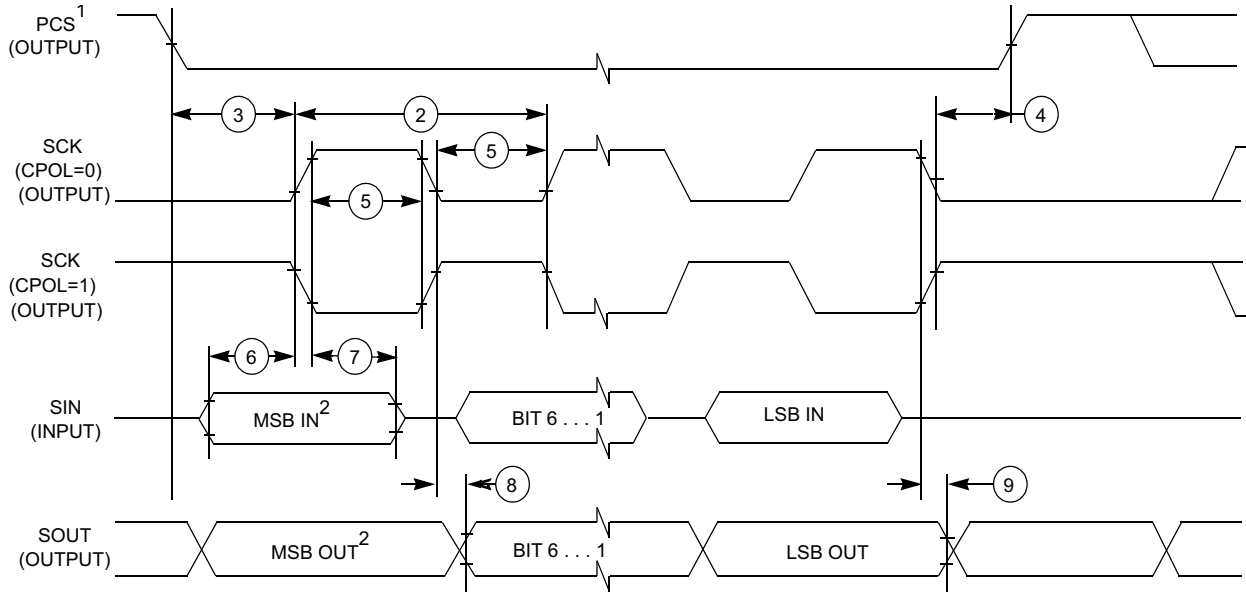 PCS1
(OUTPUT)
3
2
4
SCK
(CPOL=0)
(OUTPUT)
5
5
SCK
(CPOL=1)
(OUTPUT)
6
7
SIN
(INPUT)
MSB IN2
BIT 6 . . . 1
LSB IN
8
9
SOUT
(OUTPUT)
MSB OUT2
BIT 6 . . . 1
LSB OUT